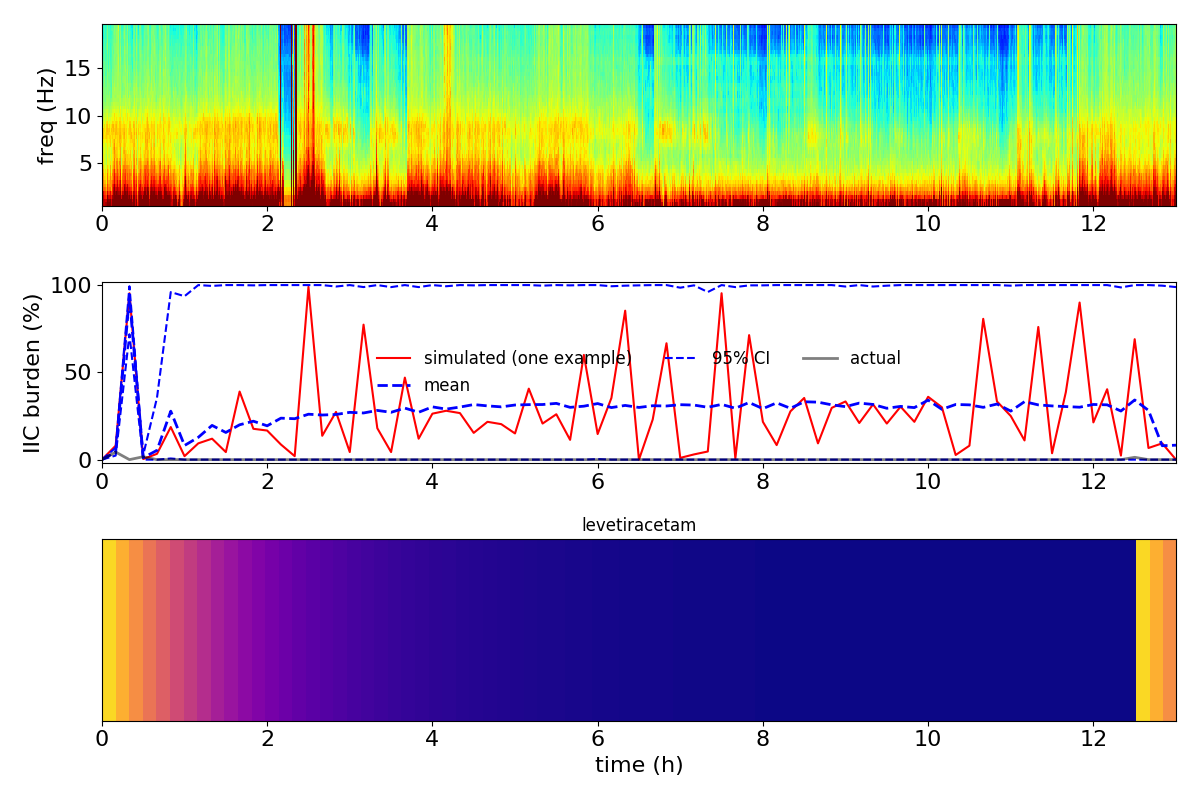 freq (Hz)
15
10
5
0 2 4 6 8 10 12
IIC burden (%)
100
50
0
simulated (one example) 95% CI actual
mean
0 2 4 6 8 10 12
levetiracetam
0 2 4 6 8 10 12
time (h)